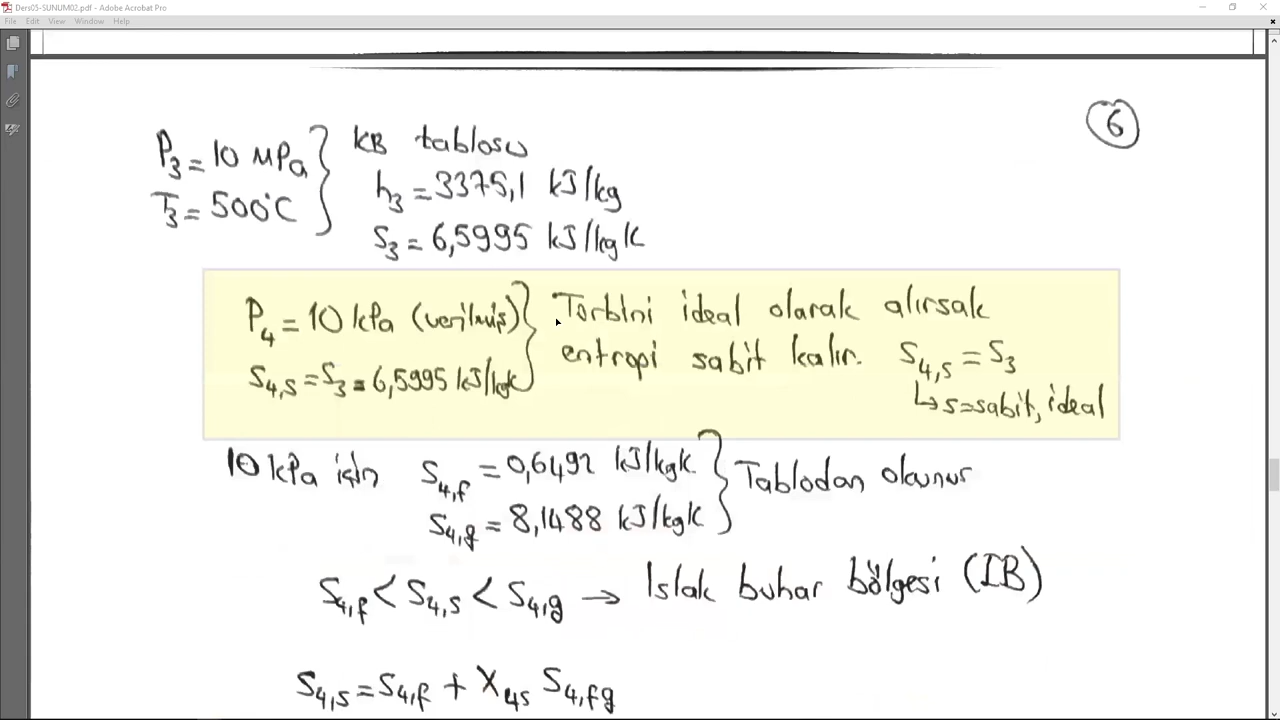 Ders05-SUNUM02.pdf - Adobe Acrobat Pro
File Edit View Window Help
6
P3 = 10 MPa
T3 = 500°C
KB tablosu
h3 = 3375,1 kJ/kg
S3 = 6,5995 kJ/kgK
P4 = 10 kPa (verilmiş)
S4,s = S3 = 6,5995 kJ/kgK
Türbini ideal olarak alırsak
entropi sabit kalır. S4,s = S3
↳ s=sabit, ideal
10 kPa için S4,f = 0,6492 kJ/kgK
S4,g = 8,1488 kJ/kgK
Tablodan okunur
S4,f < S4,s < S4,g → Islak buhar bölgesi (IB)
S4,s = S4,f + X4s S4,fg